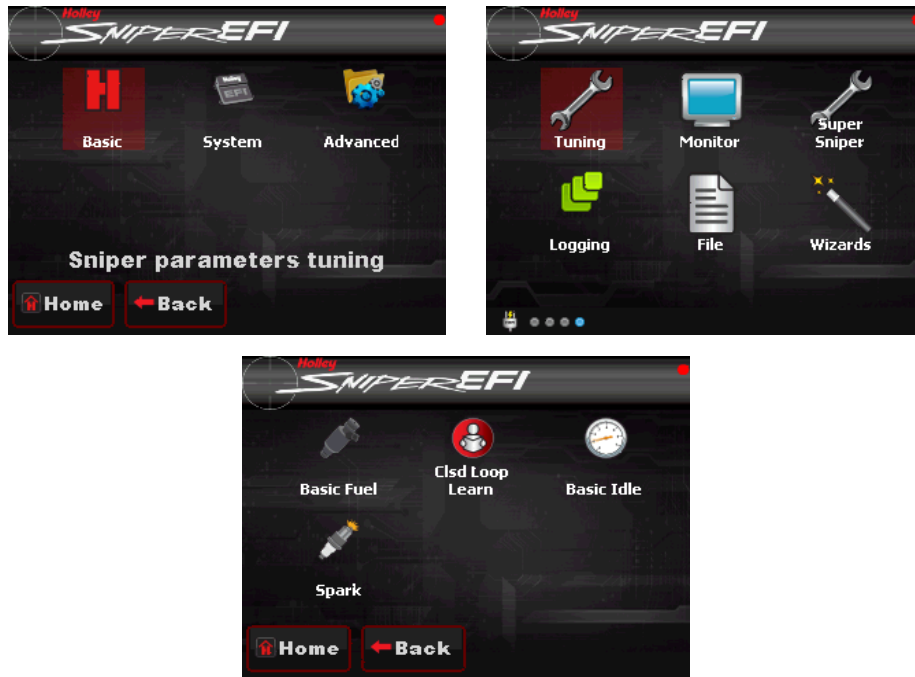 Holley
SNIPER EFI
Basic
System
Advanced
Sniper parameters tuning
Home
Back
Holley
SNIPER EFI
Tuning
Monitor
Super
Sniper
Logging
File
Wizards
Holley
SNIPER EFI
Basic Fuel
Clsd Loop
Learn
Basic Idle
Spark
Home
Back